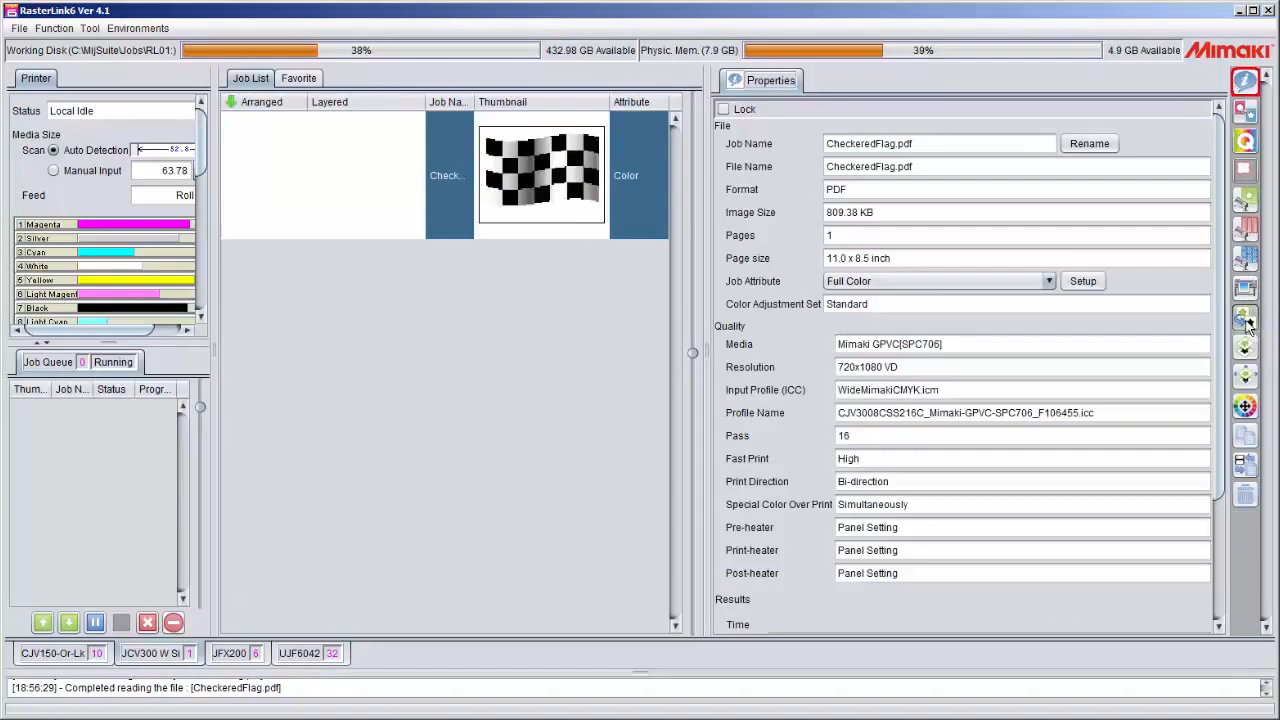 RasterLink6 Ver 4.1
File Function Tool Environments
Working Disk (C:\MijSuite\Jobs\RL01:) 38% 432.98 GB Available Physic. Mem. (7.9 GB) 39% 4.9 GB Available Mimaki
Printer
Status Local Idle
Media Size
Scan Auto Detection 52.8
Manual Input 63.78
Feed Roll
1 Magenta
2 Silver
3 Cyan
4 White
5 Yellow
6 Light Magent
7 Black
8 Light Cyan
Job Queue 0 Running
Thum... Job N... Status Progr...
Job List Favorite
Arranged Layered Job Na... Thumbnail Attribute
Check... Color
Properties
Lock
File
Job Name CheckeredFlag.pdf Rename
File Name CheckeredFlag.pdf
Format PDF
Image Size 809.38 KB
Pages 1
Page size 11.0 x 8.5 inch
Job Attribute Full Color Setup
Color Adjustment Set Standard
Quality
Media Mimaki GPVC[SPC706]
Resolution 720x1080 VD
Input Profile (ICC) WideMimakiCMYK.icm
Profile Name CJV3008CSS216C_Mimaki-GPVC-SPC706_F106455.icc
Pass 16
Fast Print High
Print Direction Bi-direction
Special Color Over Print Simultaneously
Pre-heater Panel Setting
Print-heater Panel Setting
Post-heater Panel Setting
Results
Time
CJV150-Or-Lk 10 JCV300 W Si 1 JFX200 6 UJF6042 32
[18:56:29] - Completed reading the file : [CheckeredFlag.pdf]